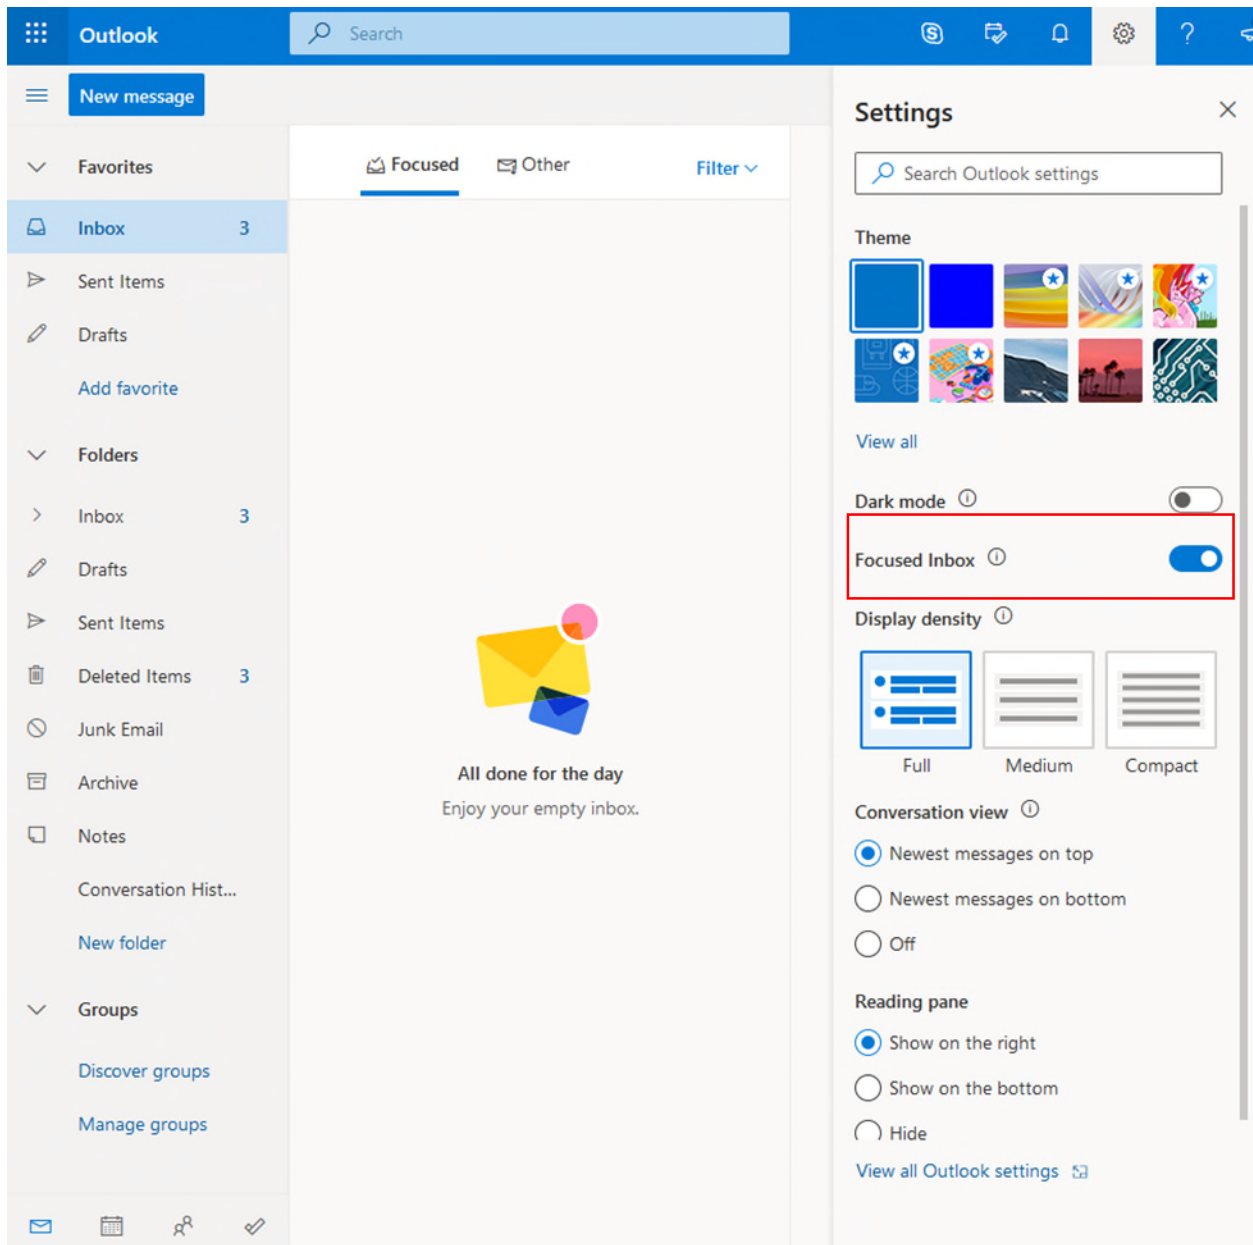 Outlook
Search
New message
Favorites
Inbox 3
Sent Items
Drafts
Add favorite
Folders
Inbox 3
Drafts
Sent Items
Deleted Items 3
Junk Email
Archive
Notes
Conversation Hist...
New folder
Groups
Discover groups
Manage groups
Focused Other Filter
All done for the day
Enjoy your empty inbox.
Settings
Search Outlook settings
Theme
View all
Dark mode
Focused Inbox
Display density
Full Medium Compact
Conversation view
Newest messages on top
Newest messages on bottom
Off
Reading pane
Show on the right
Show on the bottom
Hide
View all Outlook settings